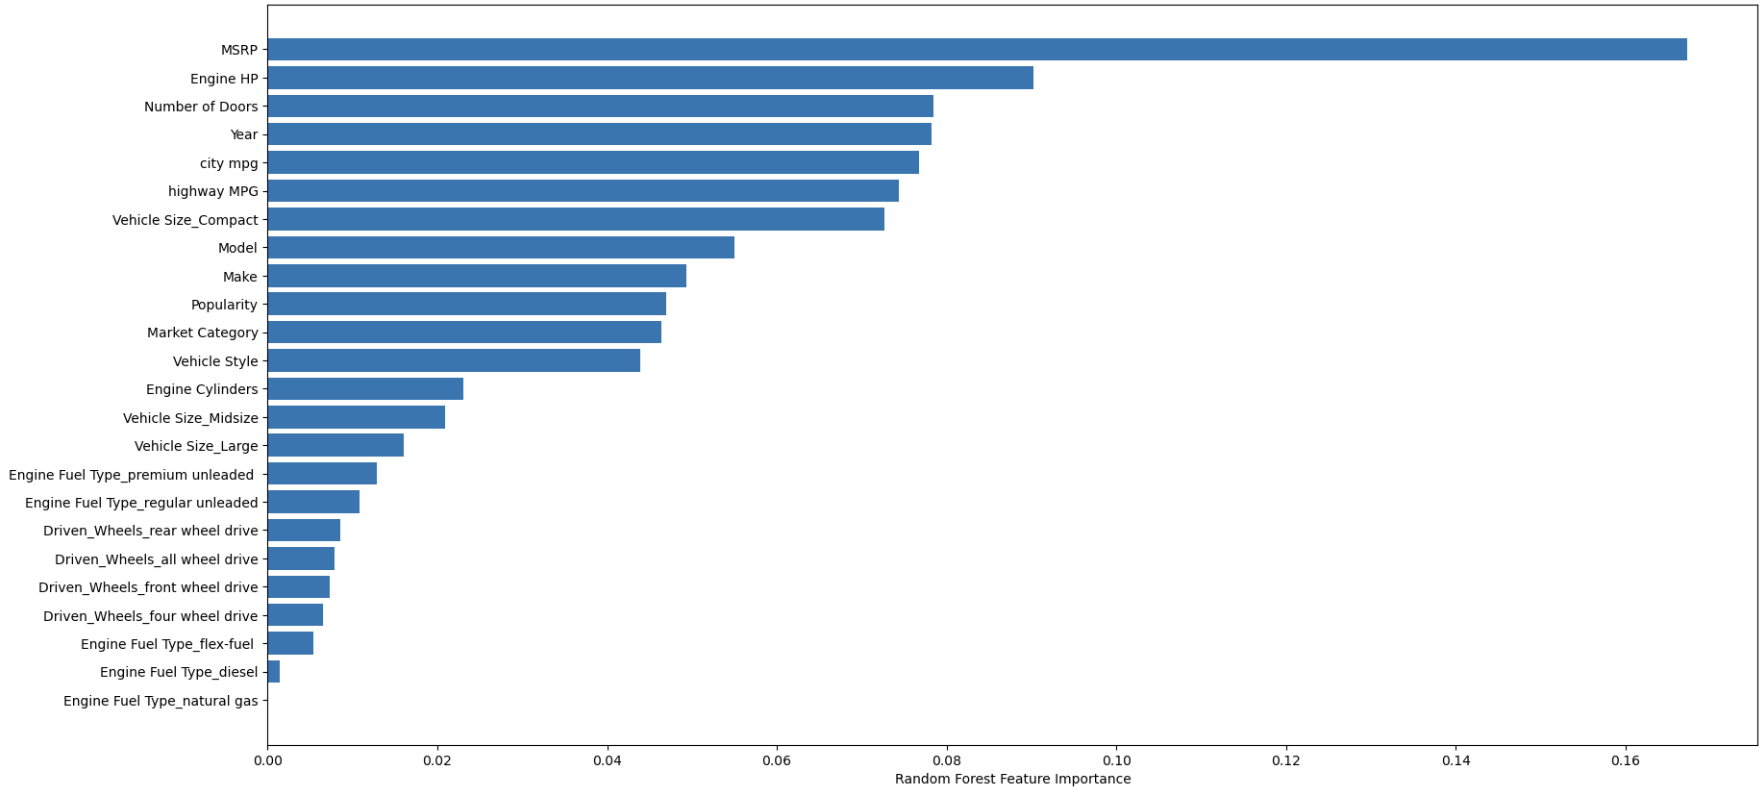 MSRP
Engine HP
Number of Doors
Year
city mpg
highway MPG
Vehicle Size_Compact
Model
Make
Popularity
Market Category
Vehicle Style
Engine Cylinders
Vehicle Size_Midsize
Vehicle Size_Large
Engine Fuel Type_premium unleaded
Engine Fuel Type_regular unleaded
Driven_Wheels_rear wheel drive
Driven_Wheels_all wheel drive
Driven_Wheels_front wheel drive
Driven_Wheels_four wheel drive
Engine Fuel Type_flex-fuel
Engine Fuel Type_diesel
Engine Fuel Type_natural gas
0.00 0.02 0.04 0.06 0.08 0.10 0.12 0.14 0.16
Random Forest Feature Importance